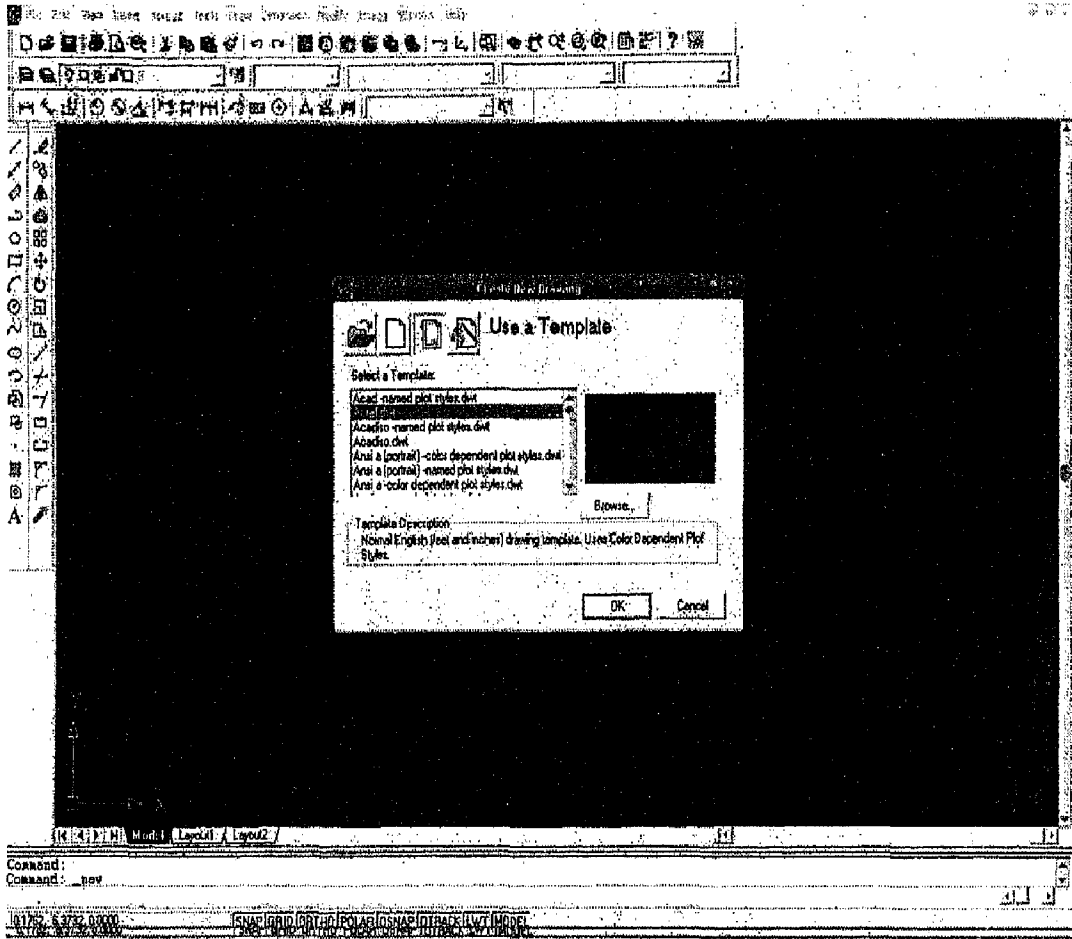 Create New Drawing
Use a Template
Select a Template:
Acad -named plot styles.dwt
Acadiso -named plot styles.dwt
Acadiso.dwt
Ansi a (portrait) -color dependent plot styles.dwt
Ansi a (portrait) -named plot styles.dwt
Ansi a -color dependent plot styles.dwt
Browse...
Template Description
Normal English (feet and inches) drawing template. Uses Color Dependent Plot
Styles.
OK
Cancel
Model
Layout1
Layout2
Command:
Command: _new
SNAP GRID ORTHO POLAR OSNAP OTRACK LWT MODEL